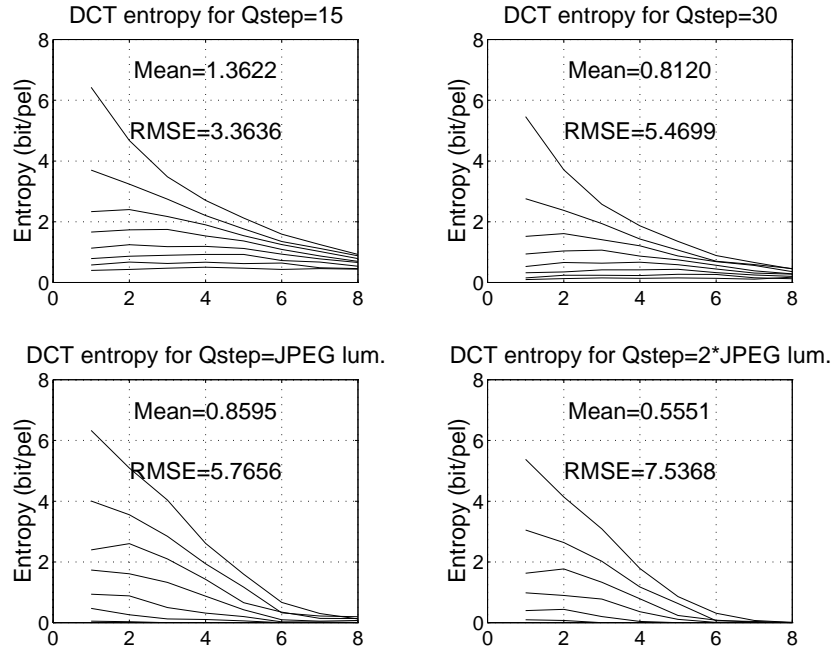 DCT entropy for Qstep=15
Mean=1.3622
RMSE=3.3636
Entropy (bit/pel)
8
6
4
2
0
0 2 4 6 8
DCT entropy for Qstep=30
Mean=0.8120
RMSE=5.4699
Entropy (bit/pel)
8
6
4
2
0
0 2 4 6 8
DCT entropy for Qstep=JPEG lum.
Mean=0.8595
RMSE=5.7656
Entropy (bit/pel)
8
6
4
2
0
0 2 4 6 8
DCT entropy for Qstep=2*JPEG lum.
Mean=0.5551
RMSE=7.5368
Entropy (bit/pel)
8
6
4
2
0
0 2 4 6 8